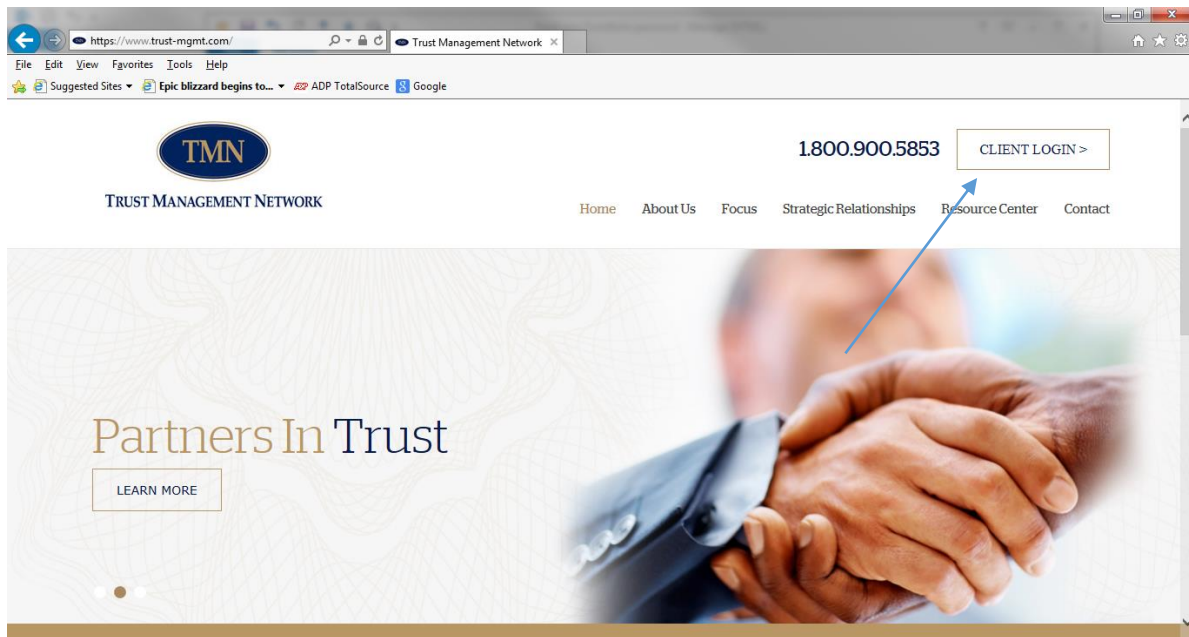 https://www.trust-mgmt.com/
Trust Management Network
File Edit View Favorites Tools Help
Suggested Sites Epic blizzard begins to... ADP TotalSource Google
TMN
TRUST MANAGEMENT NETWORK
1.800.900.5853
CLIENT LOGIN >
Home About Us Focus Strategic Relationships Resource Center Contact
Partners In Trust
LEARN MORE